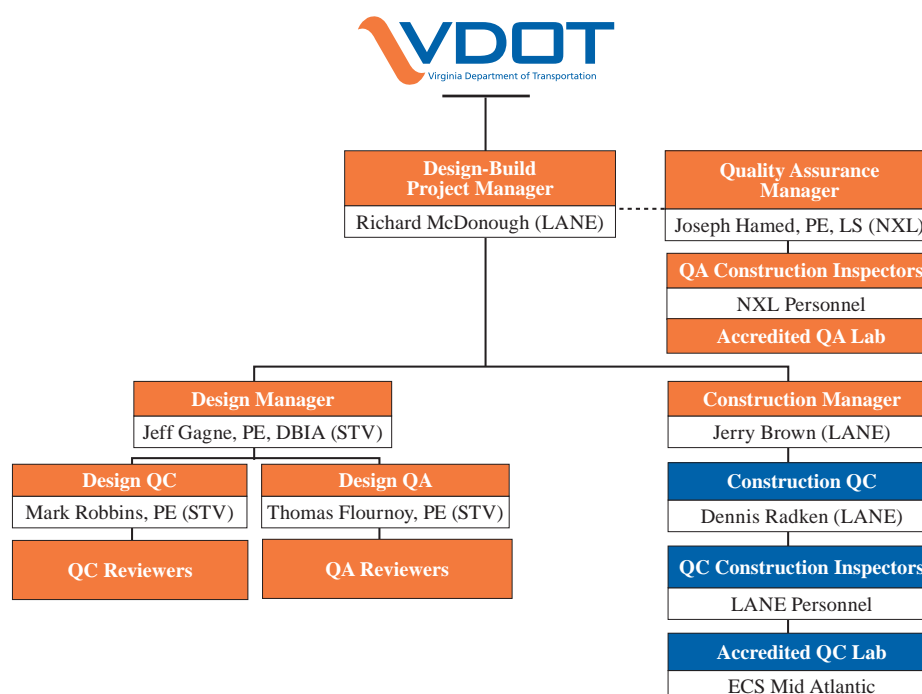 VDOT
Virginia Department of Transportation
Design-Build
Project Manager
Richard McDonough (LANE)
Quality Assurance
Manager
Joseph Hamed, PE, LS (NXL)
QA Construction Inspectors
NXL Personnel
Accredited QA Lab
Design Manager
Jeff Gagne, PE, DBIA (STV)
Design QC
Mark Robbins, PE (STV)
QC Reviewers
Design QA
Thomas Flournoy, PE (STV)
QA Reviewers
Construction Manager
Jerry Brown (LANE)
Construction QC
Dennis Radken (LANE)
QC Construction Inspectors
LANE Personnel
Accredited QC Lab
ECS Mid Atlantic